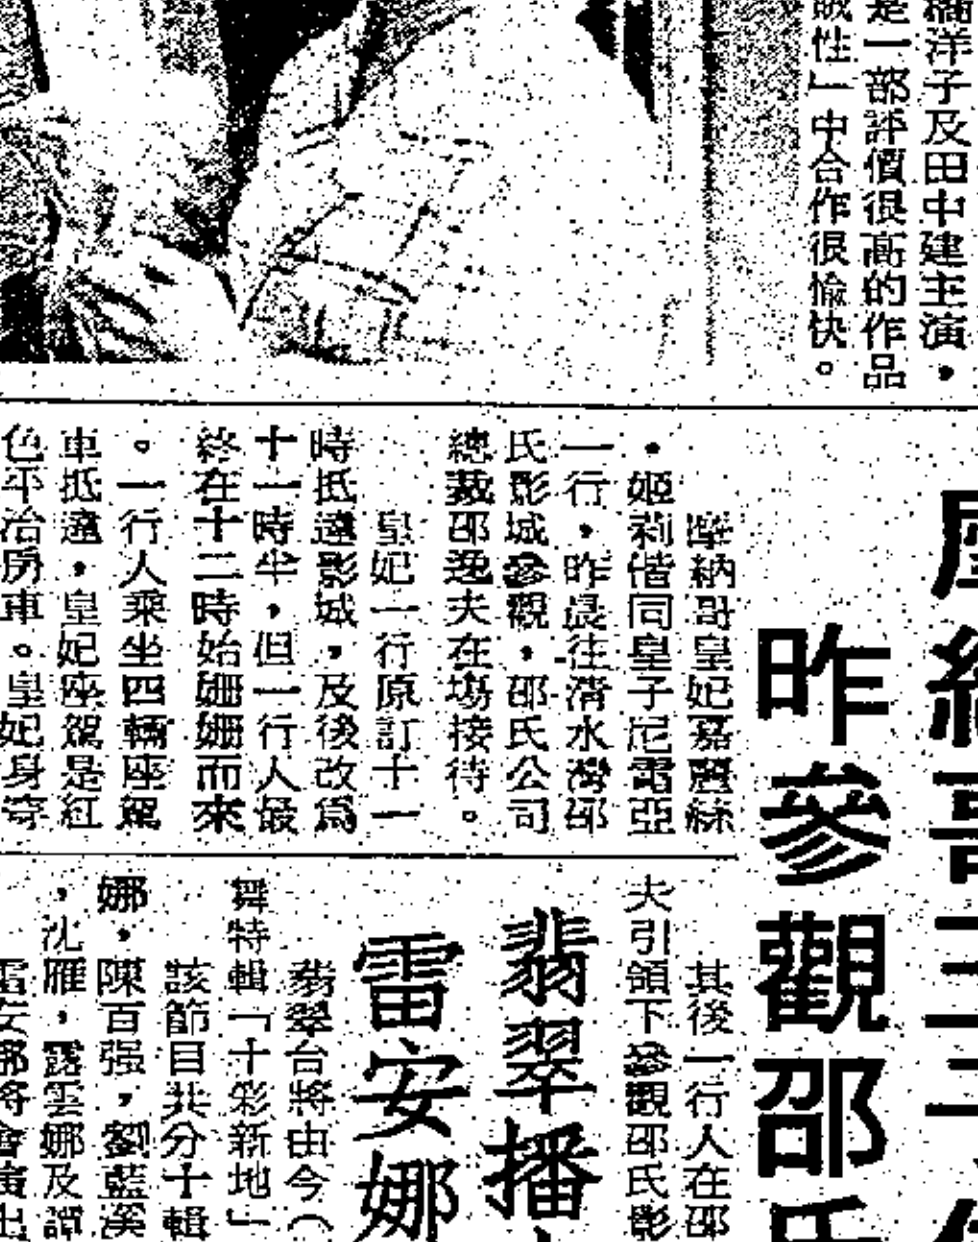 橋洋子及田中建主演，
是一部評價很高的作品
性」中合作很愉快。
昨參觀邵氏
摩納哥皇妃嘉麗絲
・姬莉偕同皇子尼電亞
一行，昨晨往清水灣邵
氏影城參觀，邵氏公司
總裁邵逸夫在場接待。
皇妃一行原訂十一
時抵達影城，及後改爲
十一時半，但一行人最
終在十二時始姍姍而來
。一行人乘坐四輛座駕
車抵達，皇妃座駕是紅
色平治房車。皇妃身穿
其後一行人在邵
夫引領下參觀邵氏影
翡翠播
雷安娜
翡翠台將由今（
舞特輯「十彩新地」
該節目共分十輯
娜，陳百强，劉藍溪
，沈雁，露雲娜及譚
雷安娜將會演出